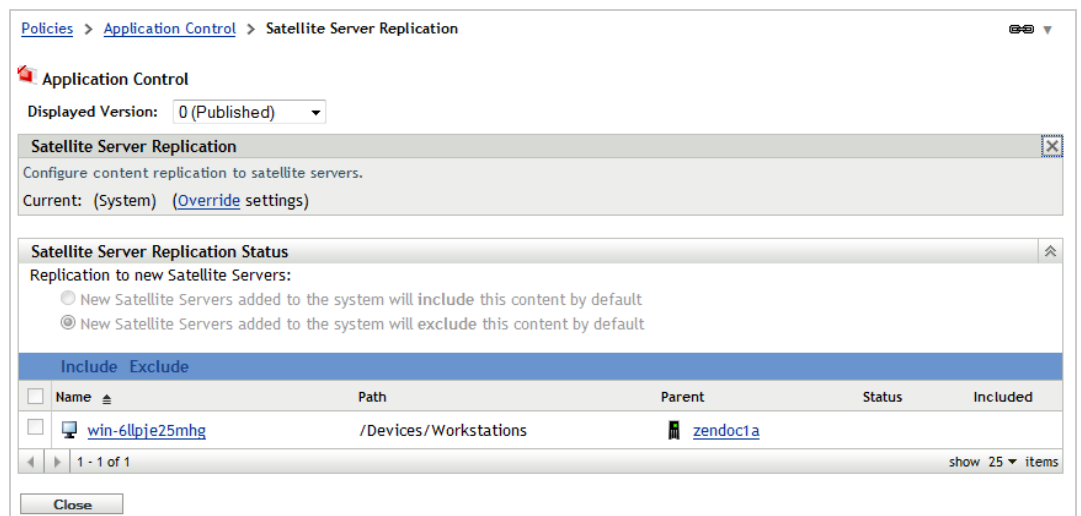 Policies > Application Control > Satellite Server Replication
Application Control
Displayed Version: 0 (Published)
Satellite Server Replication
Configure content replication to satellite servers.
Current: (System) (Override settings)
Satellite Server Replication Status
Replication to new Satellite Servers:
New Satellite Servers added to the system will include this content by default
New Satellite Servers added to the system will exclude this content by default
Include Exclude
Name Path Parent Status Included
win-6llpje25mhg /Devices/Workstations zendoc1a
1 - 1 of 1 show 25 items
Close